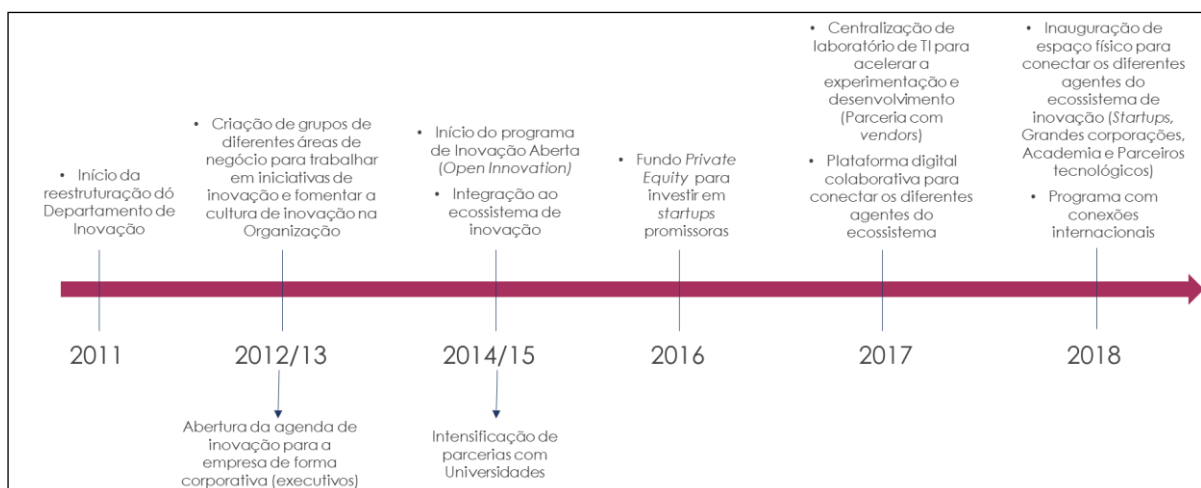 • Início da
reestruturação dó
Departamento de
Inovação
• Criação de grupos de
diferentes áreas de
negócio para trabalhar
em iniciativas de
inovação e fomentar a
cultura de inovação na
Organização
• Início do programa
de Inovação Aberta
(Open Innovation)
• Integração ao
ecossistema de
inovação
• Fundo Private
Equity para
investir em
startups
promissoras
• Centralização de
laboratório de TI para
acelerar a
experimentação e
desenvolvimento
(Parceria com
vendors)
• Plataforma digital
colaborativa para
conectar os diferentes
agentes do
ecossistema
• Inauguração de
espaço físico para
conectar os diferentes
agentes do
ecossistema de
inovação (Startups,
Grandes corporações,
Academia e Parceiros
tecnológicos)
• Programa com
conexões
internacionais
2011
2012/13
2014/15
2016
2017
2018
Abertura da agenda de
inovação para a
empresa de forma
corporativa (executivos)
Intensificação de
parcerias com
Universidades